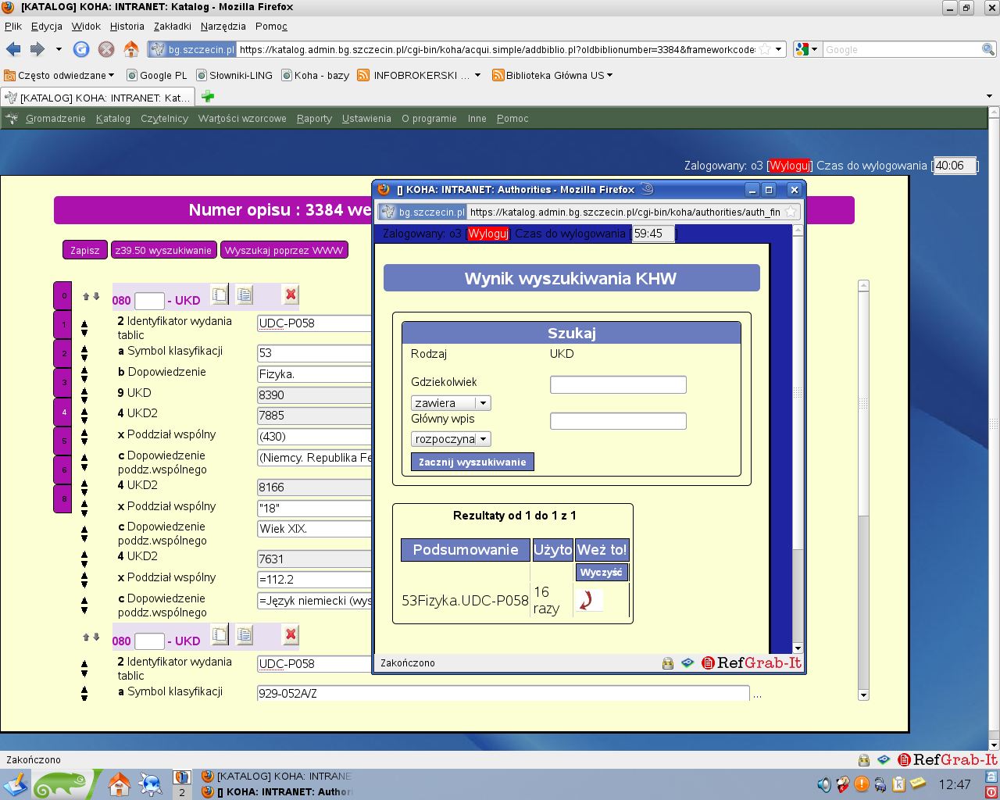 [KATALOG] KOHA: INTRANET: Katalog - Mozilla Firefox
Plik Edycja Widok Historia Zakładki Narzędzia Pomoc
bg.szczecin.pl https://katalog.admin.bg.szczecin.pl/cgi-bin/koha/acqui.simple/addbiblio.pl?oldbiblionumber=3384&frameworkcode= Google
Często odwiedzane Google PL Słowniki-LING Koha - bazy INFOBROKERSKI ... Biblioteka Główna US
[KATALOG] KOHA: INTRANET: Kat...
Gromadzenie Katalog Czytelnicy Wartości wzorcowe Raporty Ustawienia O programie Inne Pomoc
Zalogowany: o3 [Wyloguj] Czas do wylogowania [40:06]
Numer opisu : 3384 we
Zapisz z39.50 wyszukiwanie Wyszukaj poprzez WWW
0
1
2
3
4
5
6
8
080 - UKD
2 Identyfikator wydania tablic UDC-P058
a Symbol klasyfikacji 53
b Dopowiedzenie Fizyka.
9 UKD 8390
4 UKD2 7885
x Poddział wspólny (430)
c Dopowiedzenie poddz.wspólnego (Niemcy. Republika Fe
4 UKD2 8166
x Poddział wspólny "18"
c Dopowiedzenie poddz.wspólnego Wiek XIX.
4 UKD2 7631
x Poddział wspólny =112.2
c Dopowiedzenie poddz.wspólnego =Język niemiecki (wys
080 - UKD
2 Identyfikator wydania tablic UDC-P058
a Symbol klasyfikacji 929-052A/Z ...
[] KOHA: INTRANET: Authorities - Mozilla Firefox
bg.szczecin.pl https://katalog.admin.bg.szczecin.pl/cgi-bin/koha/authorities/auth_fin
Zalogowany: o3 [Wyloguj] Czas do wylogowania [59:45]
Wynik wyszukiwania KHW
Szukaj
Rodzaj UKD
Gdziekolwiek
zawiera
Główny wpis
rozpoczyna
Zacznij wyszukiwanie
Rezultaty od 1 do 1 z 1
Podsumowanie Użyto Weż to!
Wyczyść
53Fizyka.UDC-P058 16 razy
Zakończono RefGrab-It
Zakończono RefGrab-It
2
[KATALOG] KOHA: INTRANE
[] KOHA: INTRANET: Author
12:47